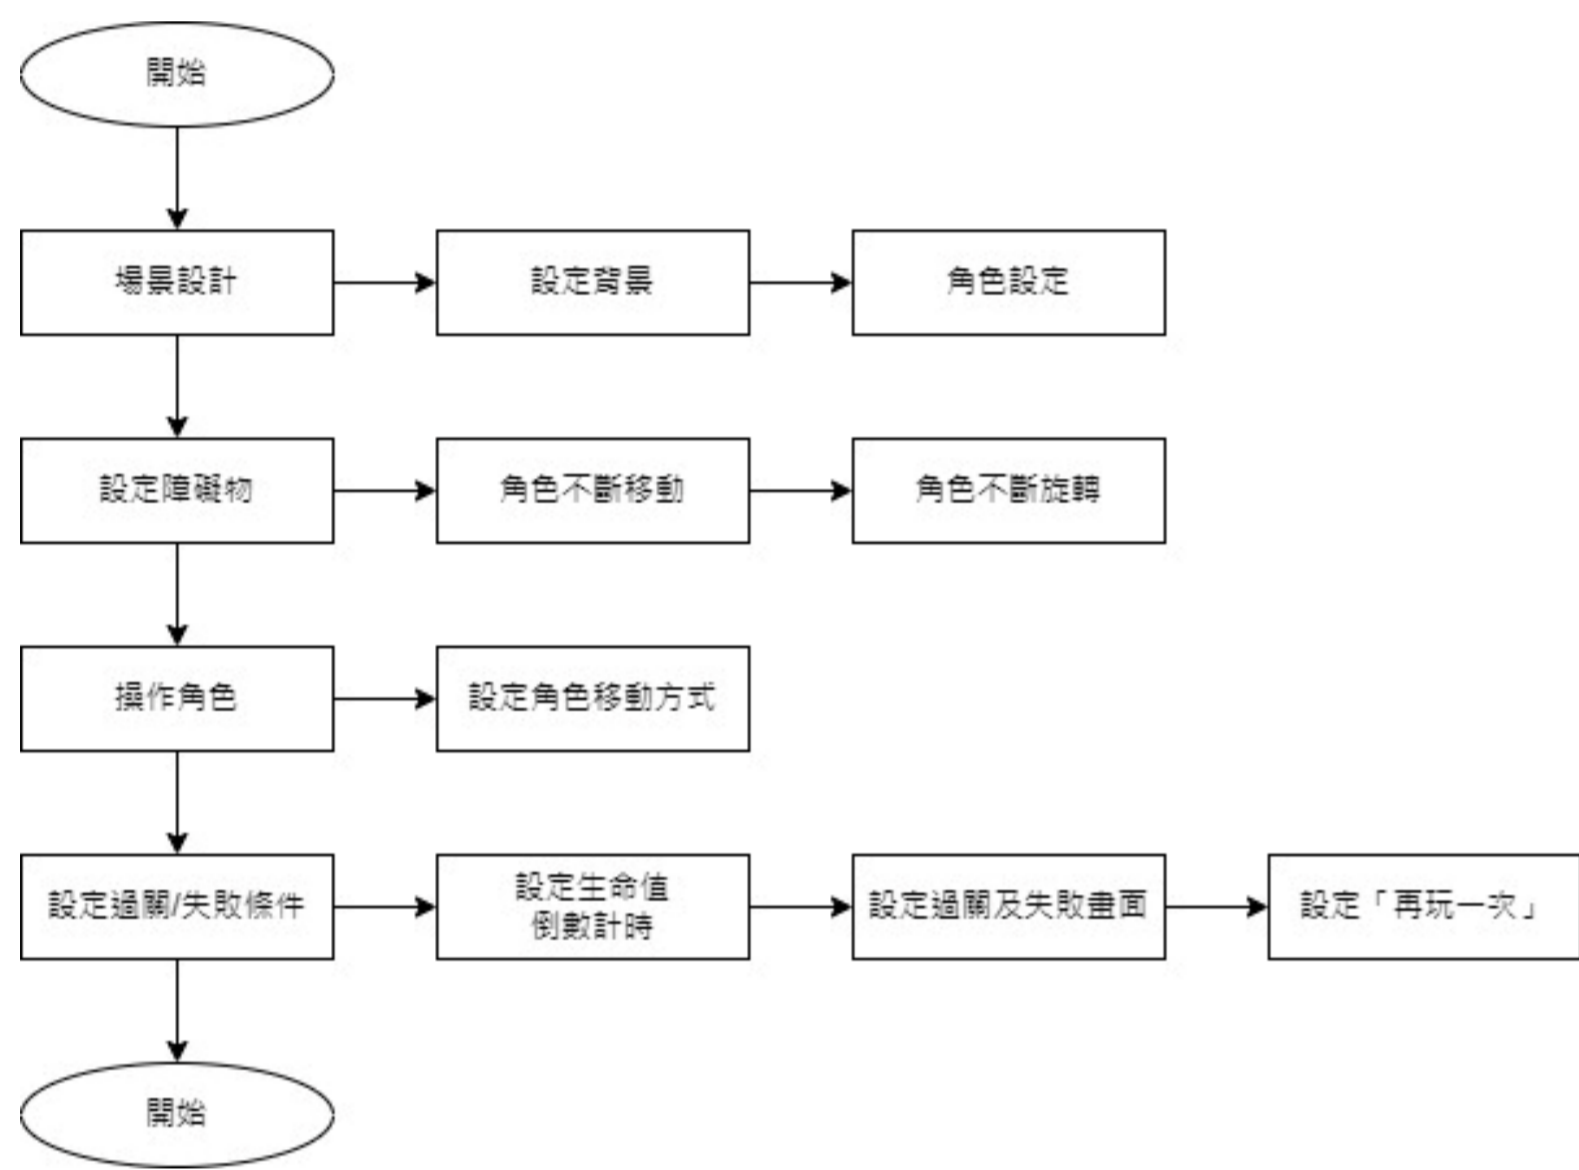 開始
場景設計
設定背景
角色設定
設定障礙物
角色不斷移動
角色不斷旋轉
操作角色
設定角色移動方式
設定過關/失敗條件
設定生命值
倒數計時
設定過關及失敗畫面
設定「再玩一次」
開始